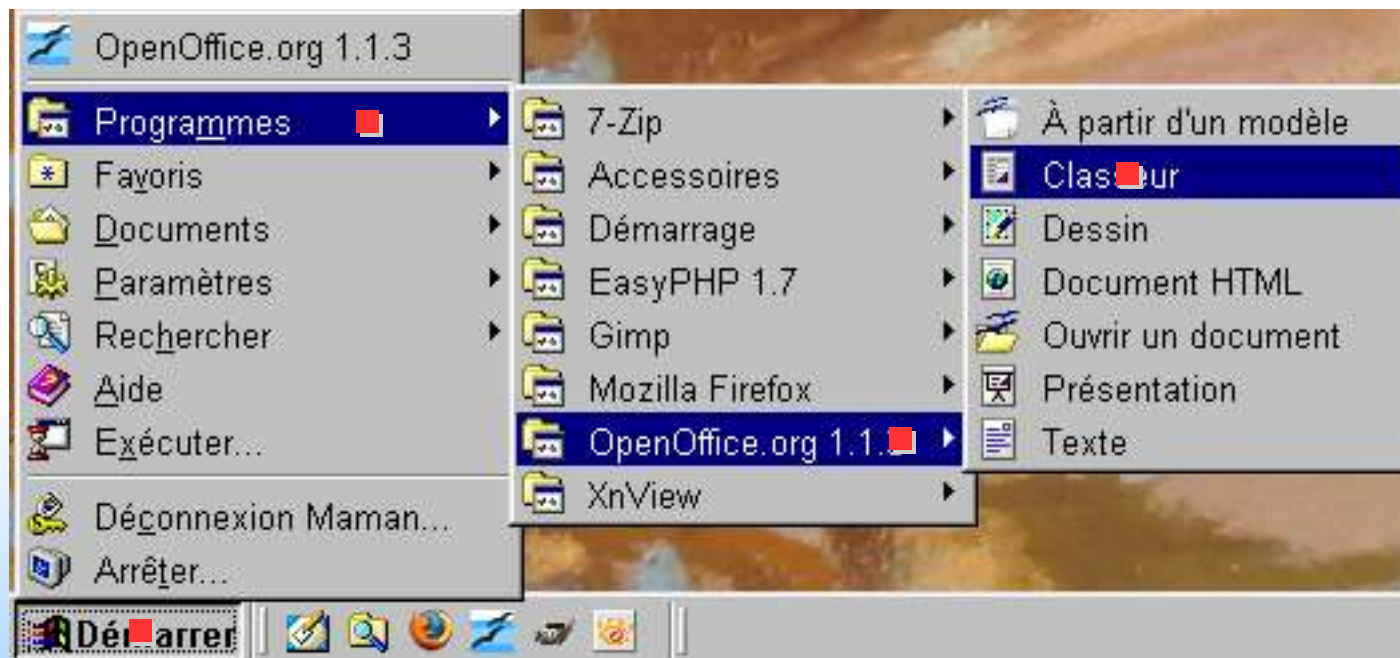 OpenOffice.org 1.1.3
Programmes
Favoris
Documents
Paramètres
Rechercher
Aide
Exécuter...
Déconnexion Maman...
Arrêter...
7-Zip
Accessoires
Démarrage
EasyPHP 1.7
Gimp
Mozilla Firefox
OpenOffice.org 1.1.3
XnView
À partir d'un modèle
Classeur
Dessin
Document HTML
Ouvrir un document
Présentation
Texte
Démarrer